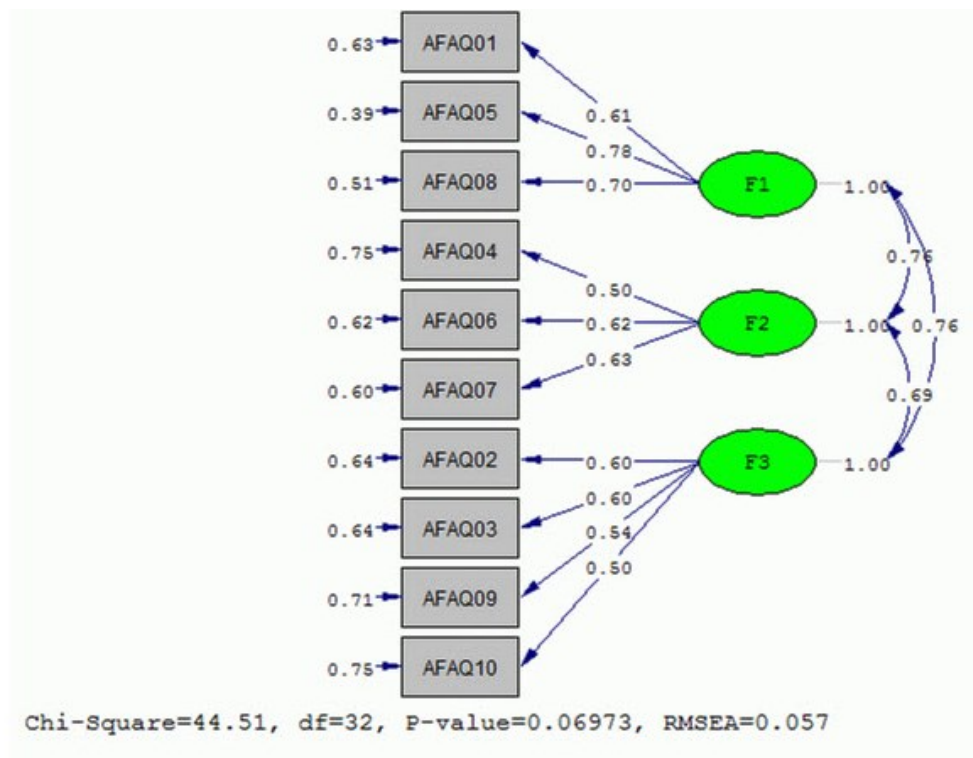 0.63 AFAQ01
0.61
0.39 AFAQ05
0.78
0.51 AFAQ08 0.70 F1 1.00
0.75 AFAQ04 0.76
0.50
0.62 AFAQ06 0.62 F2 1.00 0.76
0.63
0.60 AFAQ07 0.69
0.64 AFAQ02 0.60 F3 1.00
0.60
0.64 AFAQ03 0.54
0.50
0.71 AFAQ09
0.75 AFAQ10
Chi-Square=44.51, df=32, P-value=0.06973, RMSEA=0.057